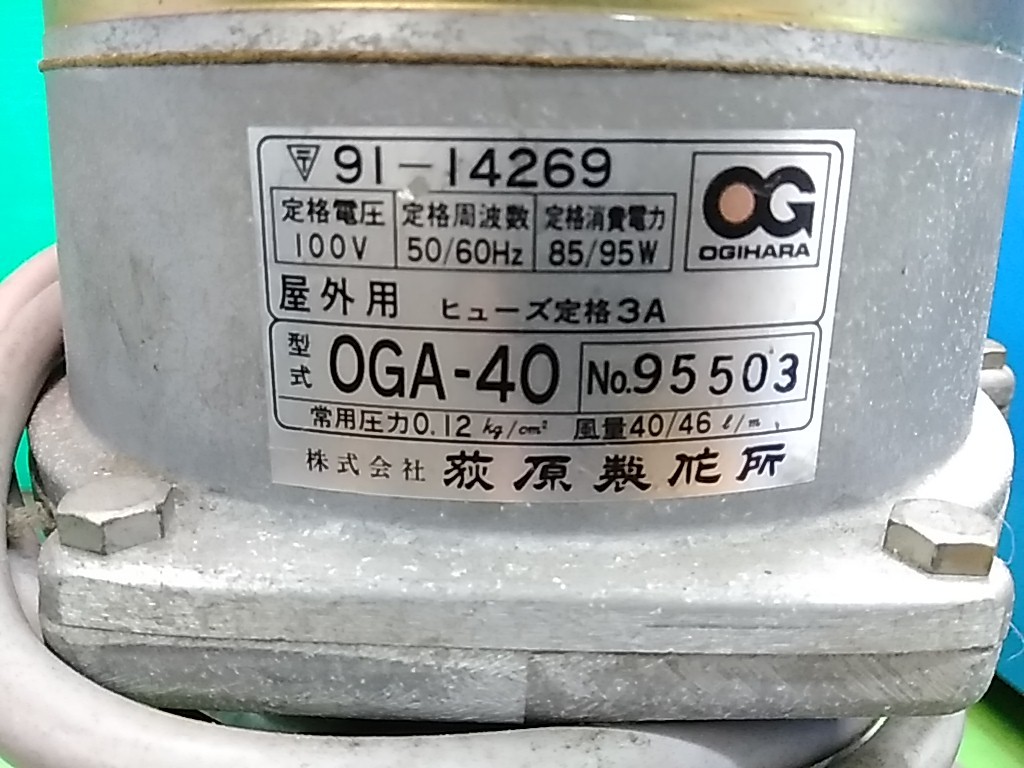 〒91-14269
OG
OGIHARA
定格電圧 定格周波数 定格消費電力
100V 50/60Hz 85/95W
屋外用 ヒューズ定格3A
型式 OGA-40 No.95503
常用圧力0.12 kg/cm² 風量40/46 ℓ/m
株式会社 荻原製作所